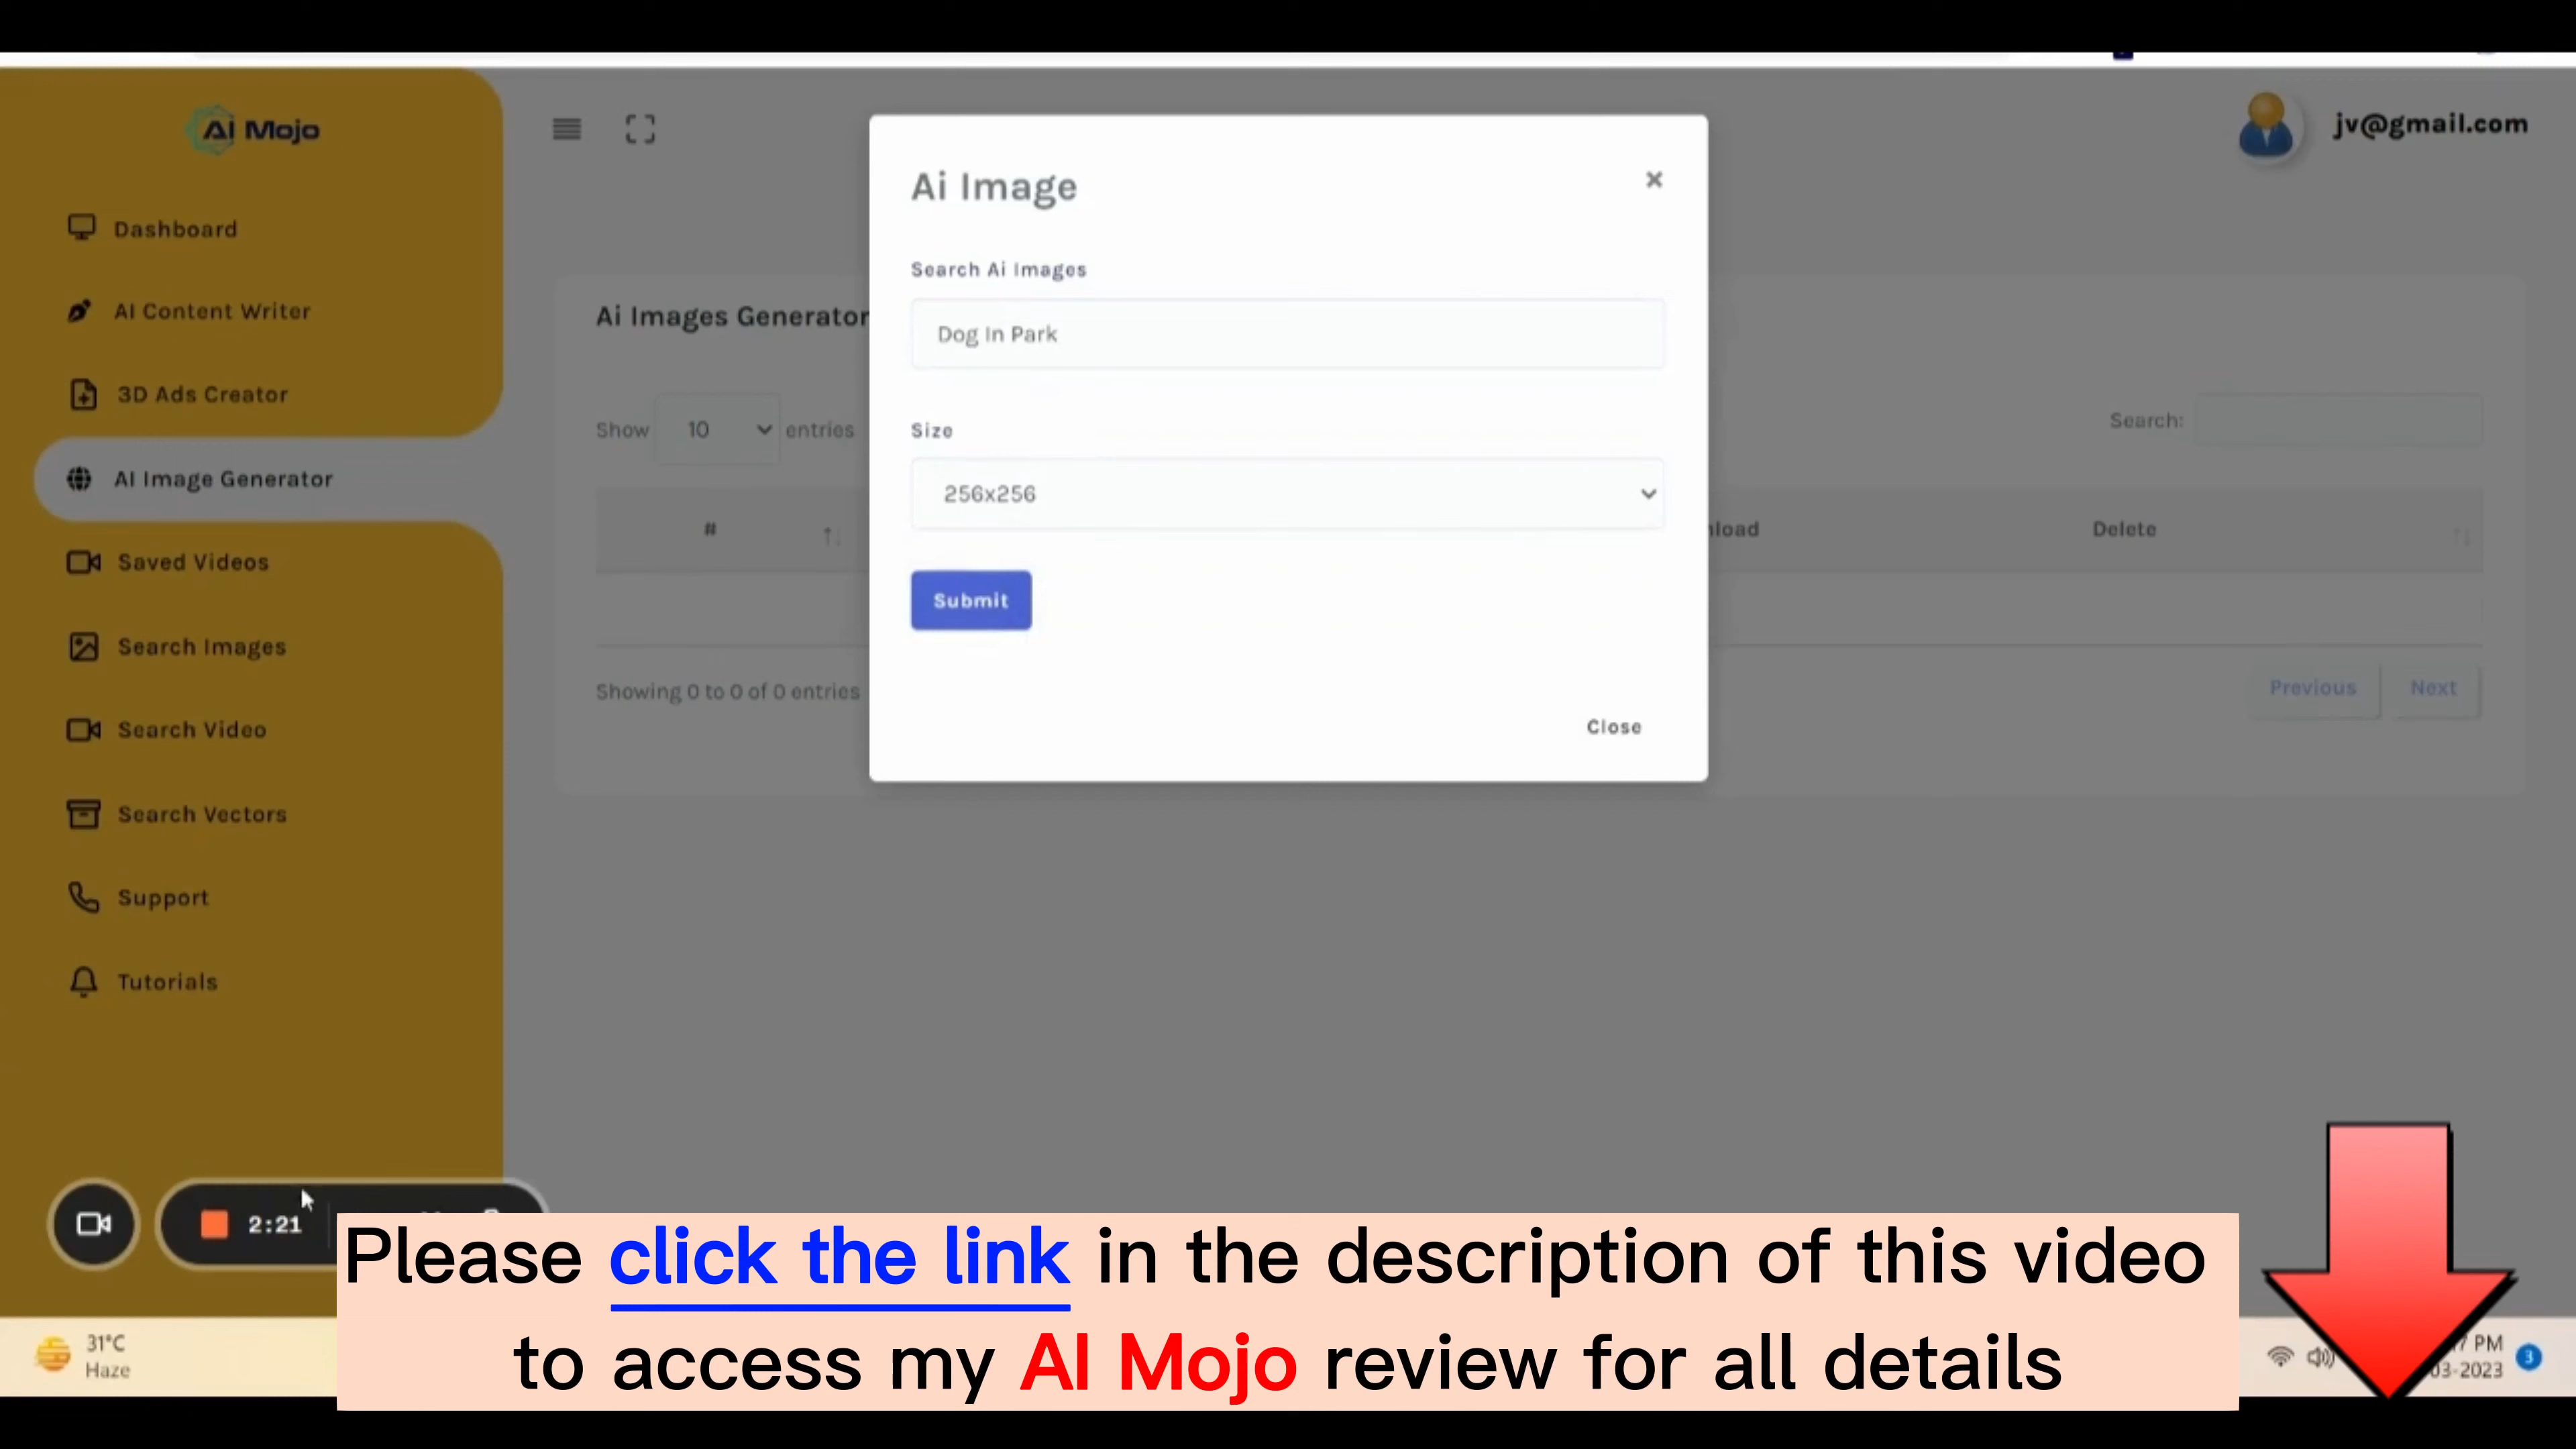 AI Mojo
jv@gmail.com
Dashboard
AI Content Writer
3D Ads Creator
AI Image Generator
Saved Videos
Search Images
Search Video
Search Vectors
Support
Tutorials
Ai Images Generator
Show 10 entries
Search:
#
Delete
Showing 0 to 0 of 0 entries
Previous
Next
Ai Image
×
Search Ai Images
Dog In Park
Size
256x256
Submit
Close
2:21
Please click the link in the description of this video
to access my AI Mojo review for all details
31°C
Haze
PM
03-2023
3